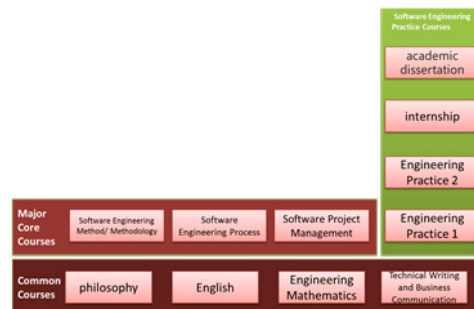 Software Engineering
Practice Courses
academic
dissertation
internship
Engineering
Practice 2
Engineering
Practice 1
Major
Core
Courses
Software Engineering
Method/ Methodology
Software
Engineering Process
Software Project
Management
Common
Courses
philosophy
English
Engineering
Mathematics
Technical Writing
and Business
Communication